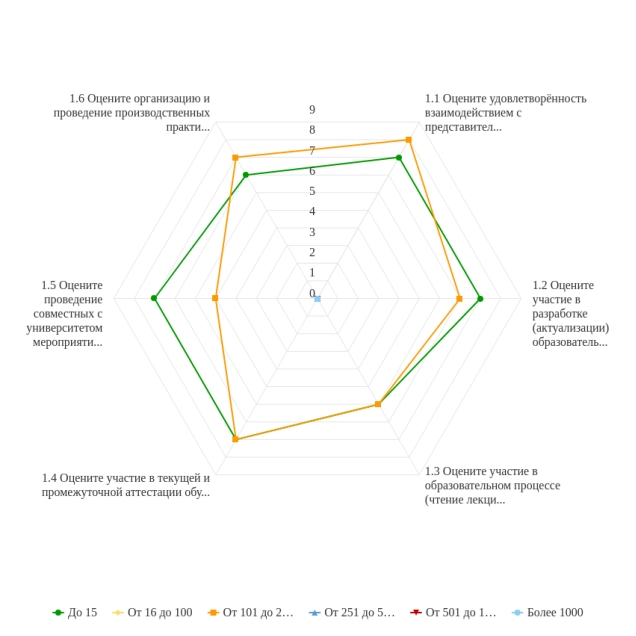 1.6 Оцените организацию и
проведение производственных
практи...
1.1 Оцените удовлетворённость
взаимодействием с
представител...
9
8
7
6
5
4
3
2
1
0
1.5 Оцените
проведение
совместных с
университетом
мероприяти...
1.2 Оцените
участие в
разработке
(актуализации)
образователь...
1.4 Оцените участие в текущей и
промежуточной аттестации обу...
1.3 Оцените участие в
образовательном процессе
(чтение лекци...
До 15 От 16 до 100 От 101 до 2… От 251 до 5… От 501 до 1… Более 1000